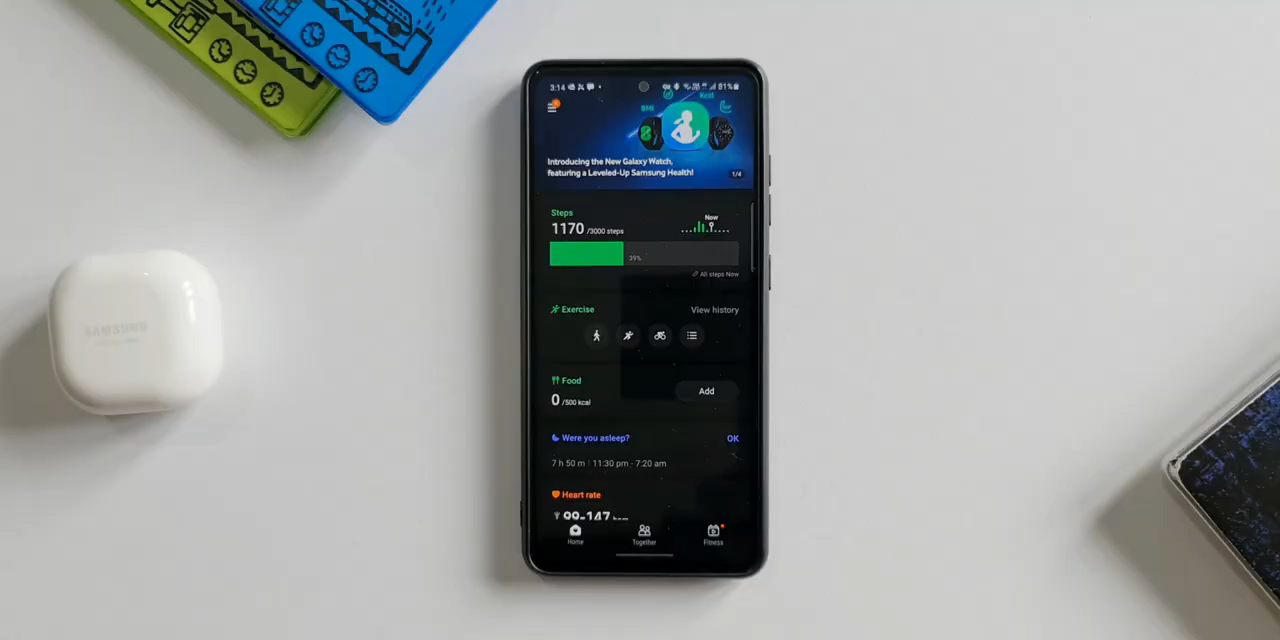 SAMSUNG
3:14
81%
BMI
Kcal
Introducing the New Galaxy Watch,
featuring a Leveled-Up Samsung Health!
1/4
Steps
1170 /3000 steps
Now
39%
All steps Now
Exercise
View history
Food
0 /500 kcal
Add
Were you asleep?
OK
7 h 50 m | 11:30 pm - 7:20 am
Heart rate
99-147
Home
Together
Fitness